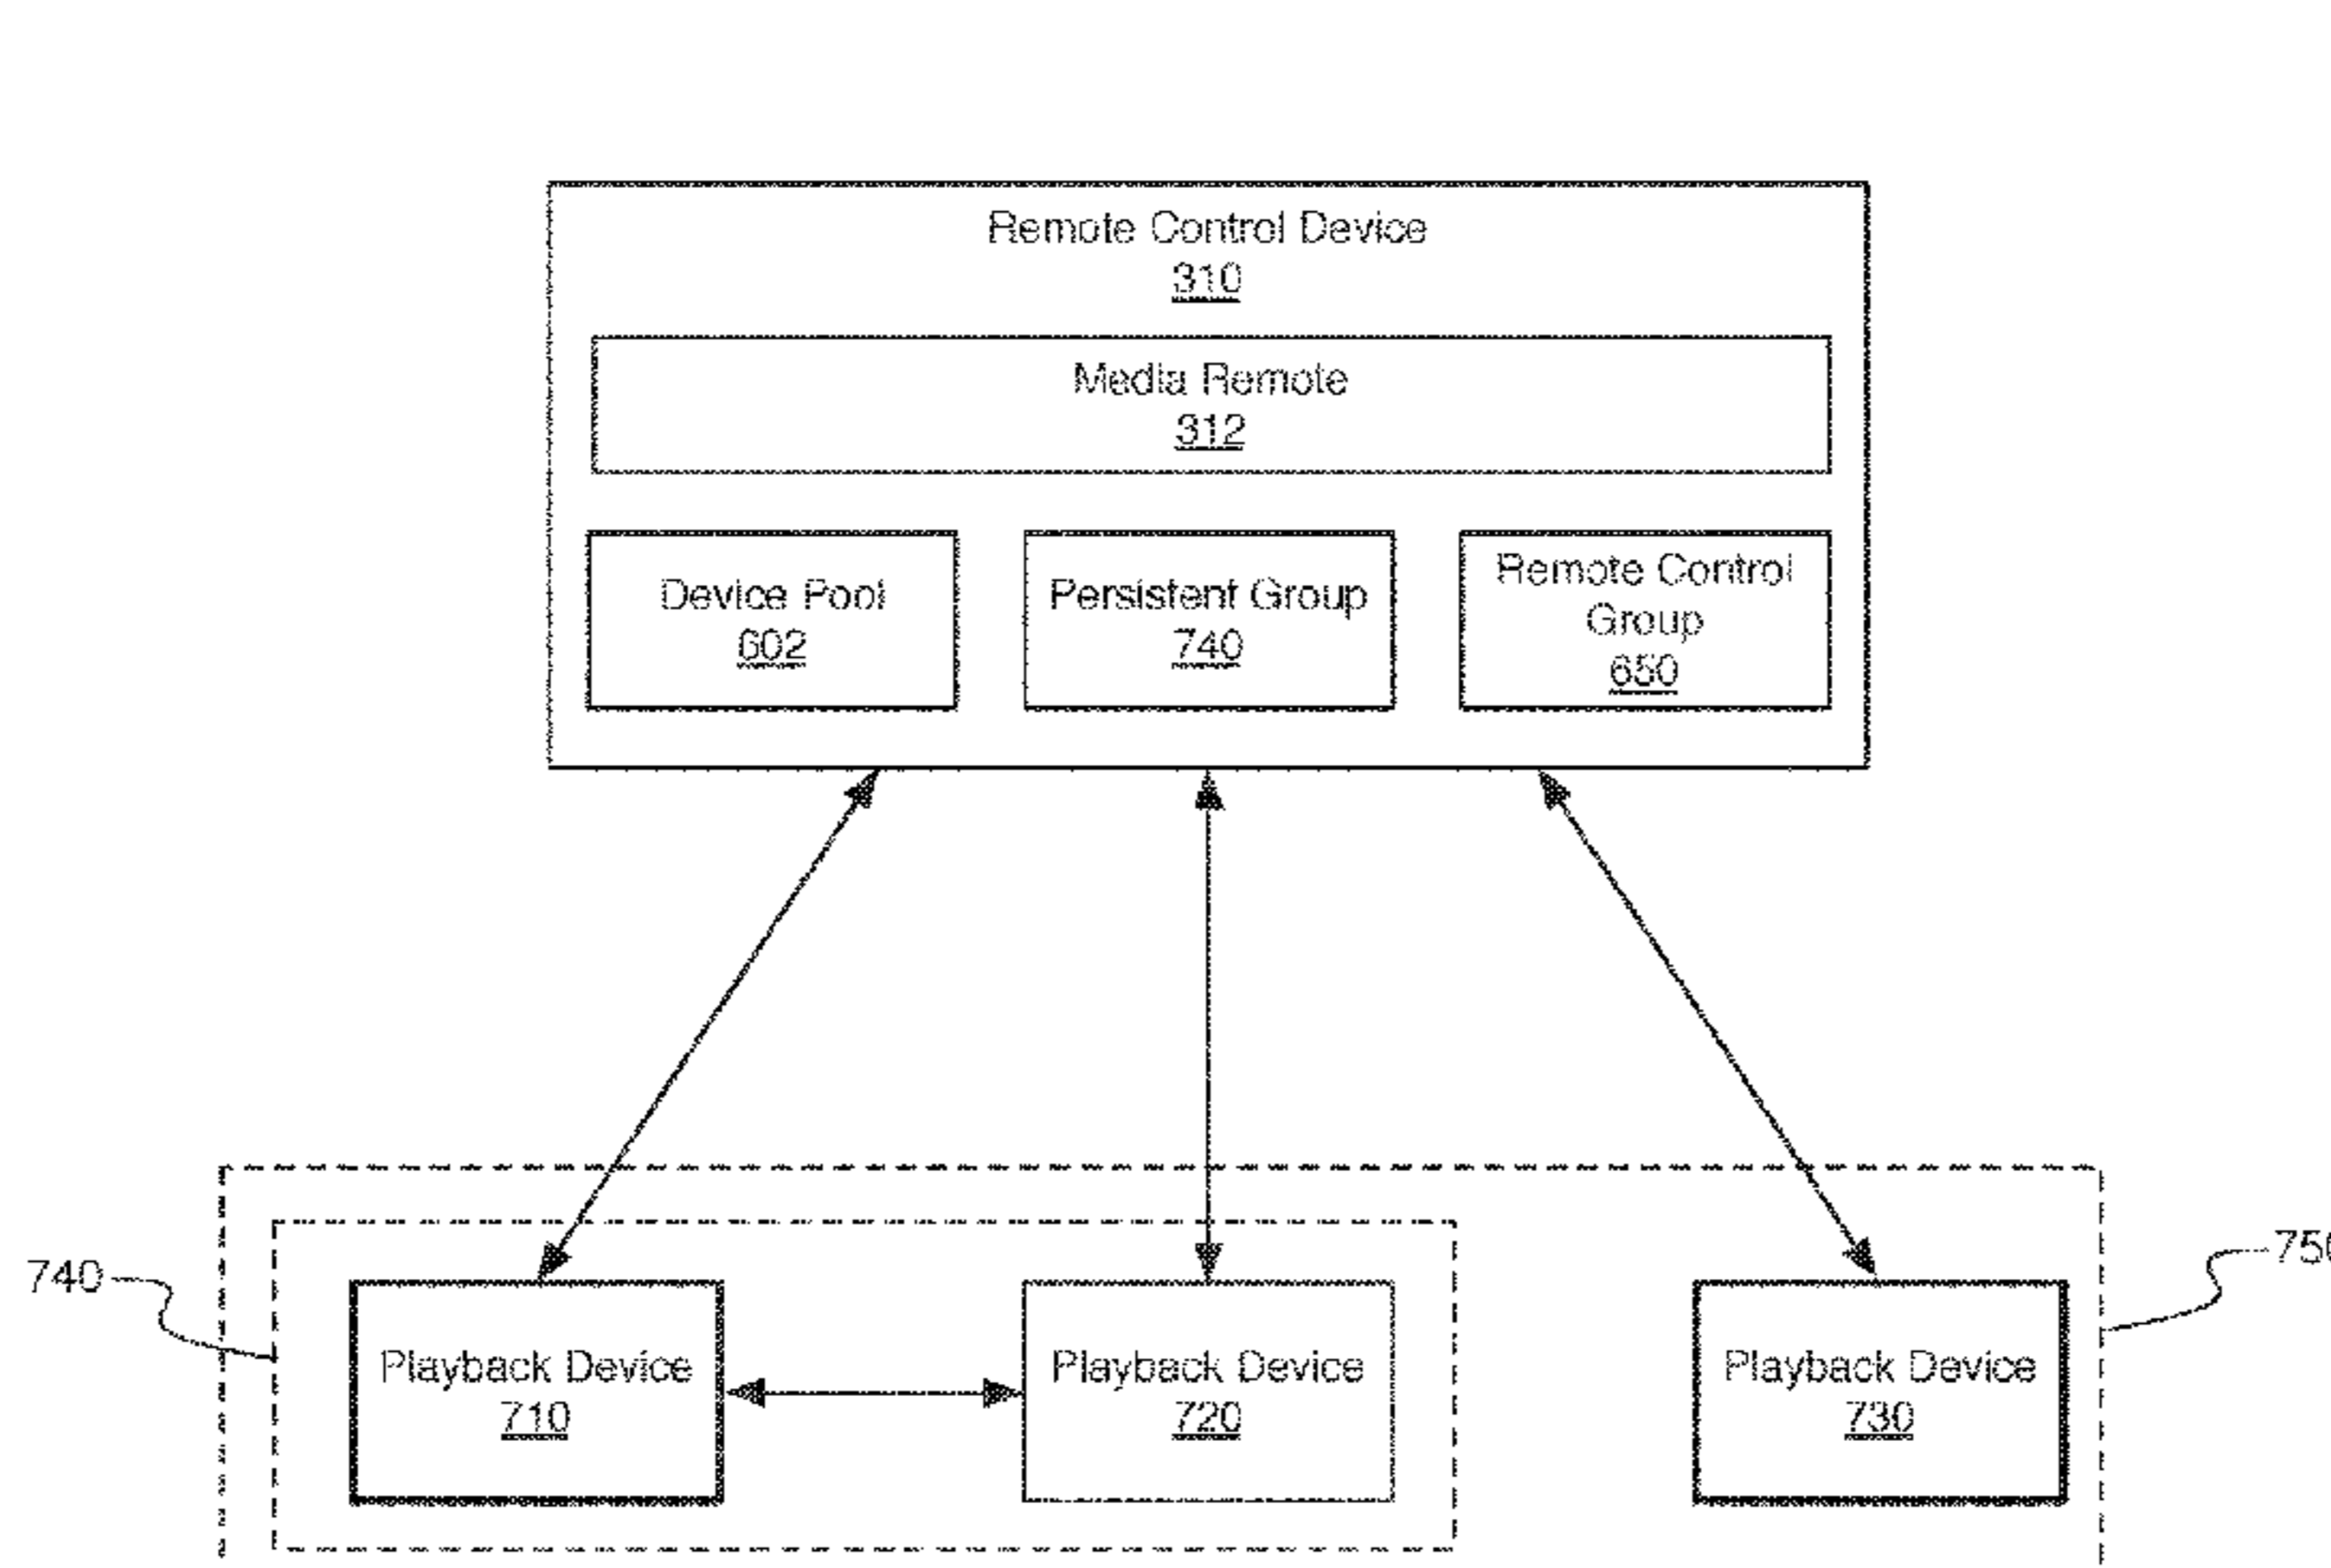 Remote Control Device
310
Media Remote
312
Device Pool
602
Persistent Group
740
Remote Control
Group
650
740
Playback Device
710
Playback Device
720
Playback Device
730